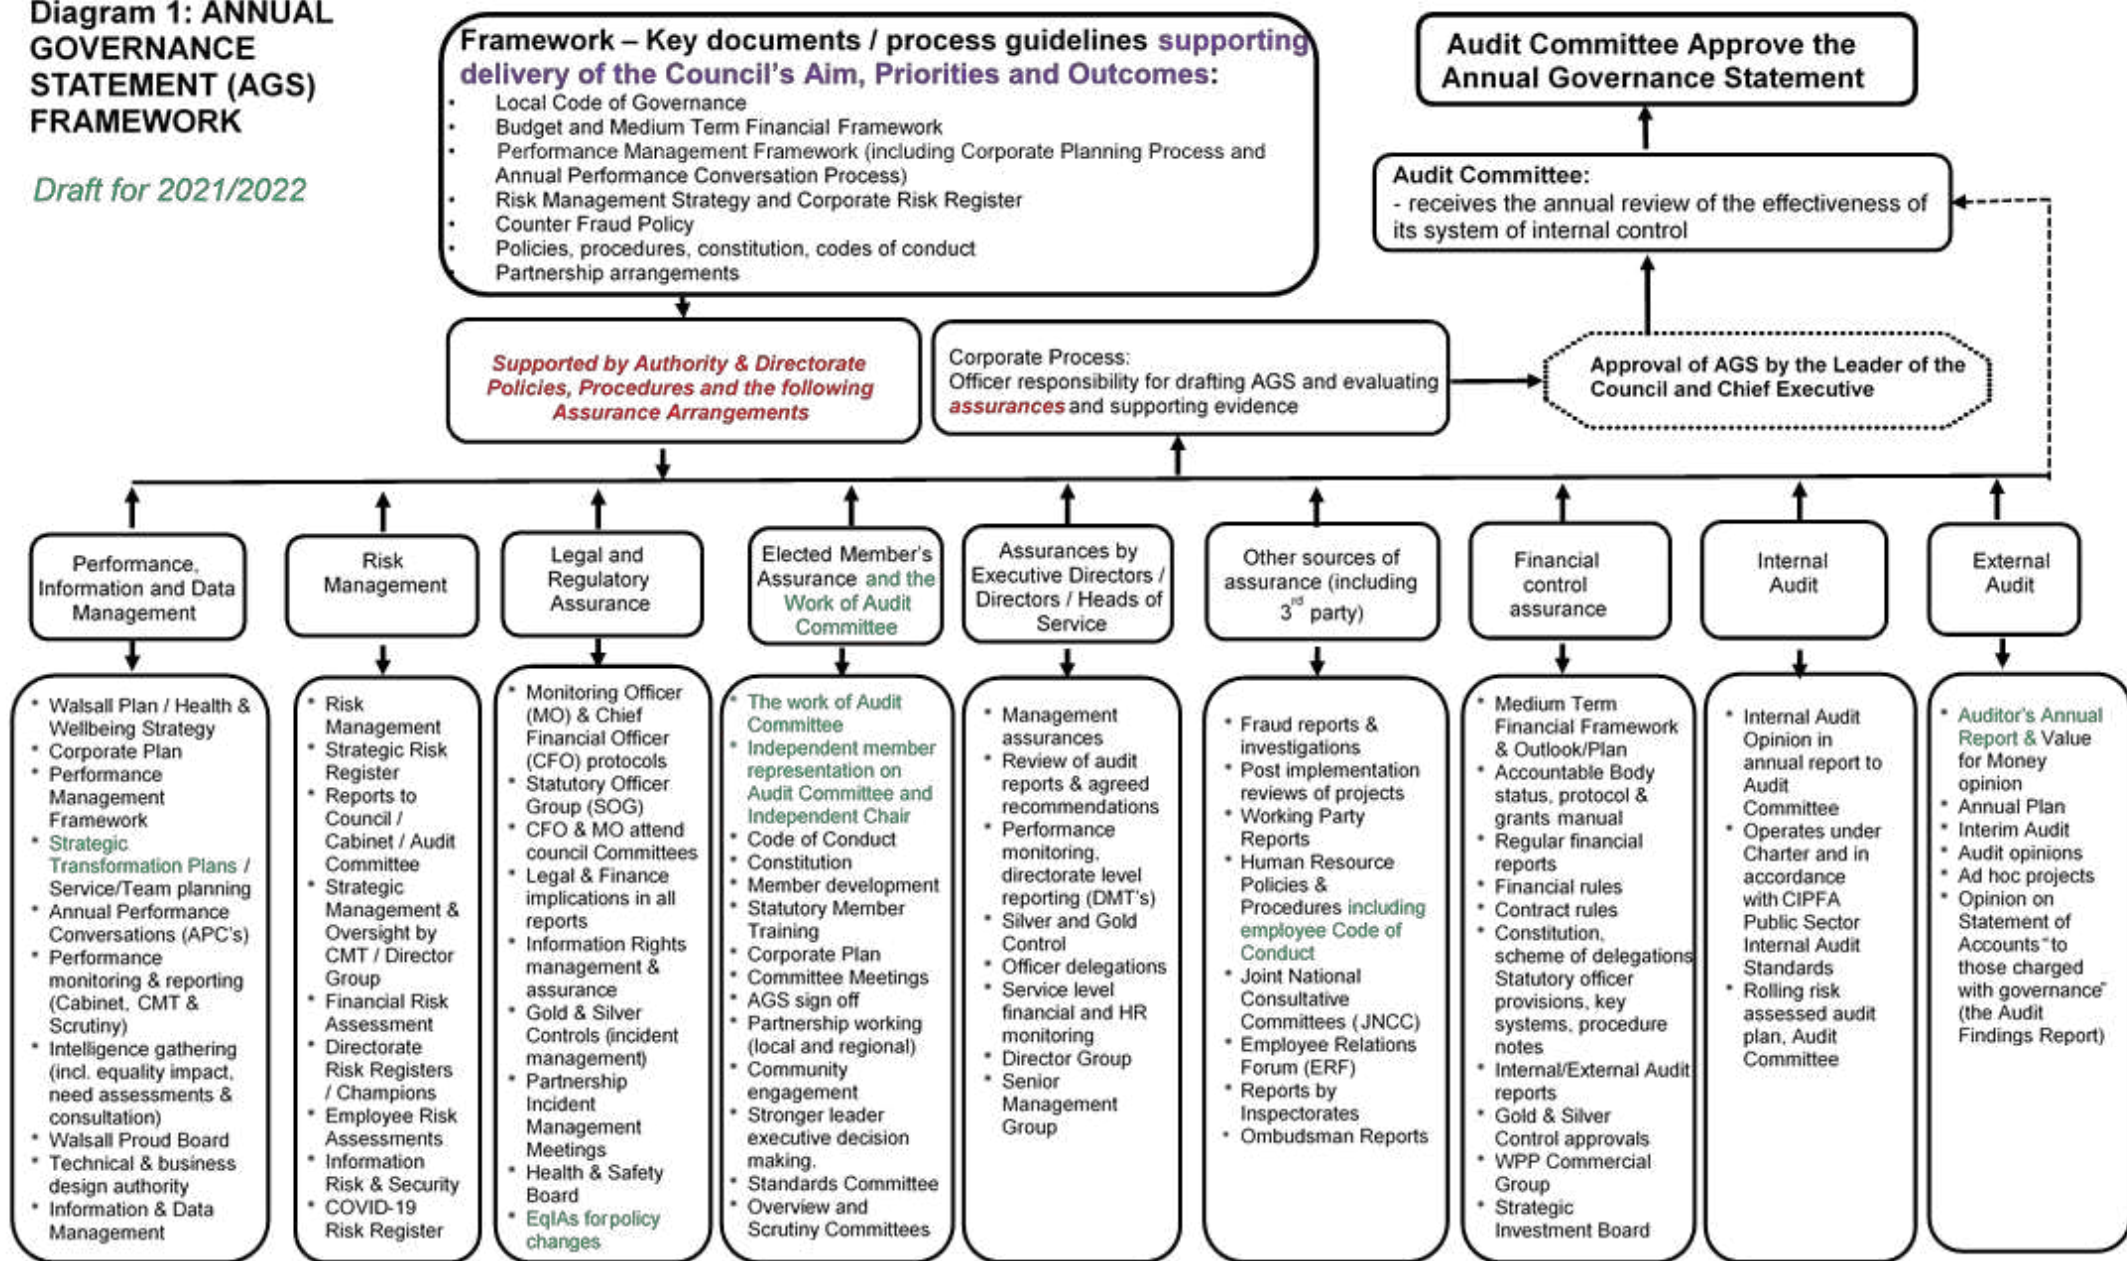 Diagram 1: ANNUAL
GOVERNANCE
STATEMENT (AGS)
FRAMEWORK
Draft for 2021/2022
Framework – Key documents / process guidelines supporting
delivery of the Council's Aim, Priorities and Outcomes:
• Local Code of Governance
• Budget and Medium Term Financial Framework
• Performance Management Framework (including Corporate Planning Process and
Annual Performance Conversation Process)
• Risk Management Strategy and Corporate Risk Register
• Counter Fraud Policy
• Policies, procedures, constitution, codes of conduct
• Partnership arrangements
Audit Committee Approve the
Annual Governance Statement
Audit Committee:
- receives the annual review of the effectiveness of
its system of internal control
Supported by Authority & Directorate
Policies, Procedures and the following
Assurance Arrangements
Corporate Process:
Officer responsibility for drafting AGS and evaluating
assurances and supporting evidence
Approval of AGS by the Leader of the
Council and Chief Executive
Performance,
Information and Data
Management
Risk
Management
Legal and
Regulatory
Assurance
Elected Member's
Assurance and the
Work of Audit
Committee
Assurances by
Executive Directors /
Directors / Heads of
Service
Other sources of
assurance (including
3rd party)
Financial
control
assurance
Internal
Audit
External
Audit
* Walsall Plan / Health &
Wellbeing Strategy
* Corporate Plan
* Performance
Management
Framework
* Strategic
Transformation Plans /
Service/Team planning
* Annual Performance
Conversations (APC's)
* Performance
monitoring & reporting
(Cabinet, CMT &
Scrutiny)
* Intelligence gathering
(incl. equality impact,
need assessments &
consultation)
* Walsall Proud Board
* Technical & business
design authority
* Information & Data
Management
* Risk
Management
* Strategic Risk
Register
* Reports to
Council /
Cabinet / Audit
Committee
* Strategic
Management &
Oversight by
CMT / Director
Group
* Financial Risk
Assessment
* Directorate
Risk Registers
/ Champions
* Employee Risk
Assessments
* Information
Risk & Security
* COVID-19
Risk Register
* Monitoring Officer
(MO) & Chief
Financial Officer
(CFO) protocols
* Statutory Officer
Group (SOG)
* CFO & MO attend
council Committees
* Legal & Finance
implications in all
reports
* Information Rights
management &
assurance
* Gold & Silver
Controls (incident
management)
* Partnership
Incident
Management
Meetings
* Health & Safety
Board
* EqIAs for policy
changes
* The work of Audit
Committee
* Independent member
representation on
Audit Committee and
Independent Chair
* Code of Conduct
* Constitution
* Member development
* Statutory Member
Training
* Corporate Plan
* Committee Meetings
* AGS sign off
* Partnership working
(local and regional)
* Community
engagement
* Stronger leader
executive decision
making.
* Standards Committee
* Overview and
Scrutiny Committees
* Management
assurances
* Review of audit
reports & agreed
recommendations
* Performance
monitoring,
directorate level
reporting (DMT's)
* Silver and Gold
Control
* Officer delegations
* Service level
financial and HR
monitoring
* Director Group
* Senior
Management
Group
* Fraud reports &
investigations
* Post implementation
reviews of projects
* Working Party
Reports
* Human Resource
Policies &
Procedures including
employee Code of
Conduct
* Joint National
Consultative
Committees (JNCC)
* Employee Relations
Forum (ERF)
* Reports by
Inspectorates
* Ombudsman Reports
* Medium Term
Financial Framework
& Outlook/Plan
* Accountable Body
status, protocol &
grants manual
* Regular financial
reports
* Financial rules
* Contract rules
* Constitution,
scheme of delegations
Statutory officer
provisions, key
systems, procedure
notes
* Internal/External Audit
reports
* Gold & Silver
Control approvals
* WPP Commercial
Group
* Strategic
Investment Board
* Internal Audit
Opinion in
annual report to
Audit
Committee
* Operates under
Charter and in
accordance
with CIPFA
Public Sector
Internal Audit
Standards
* Rolling risk
assessed audit
plan, Audit
Committee
* Auditor's Annual
Report & Value
for Money
opinion
* Annual Plan
* Interim Audit
* Audit opinions
* Ad hoc projects
* Opinion on
Statement of
Accounts "to
those charged
with governance"
(the Audit
Findings Report)